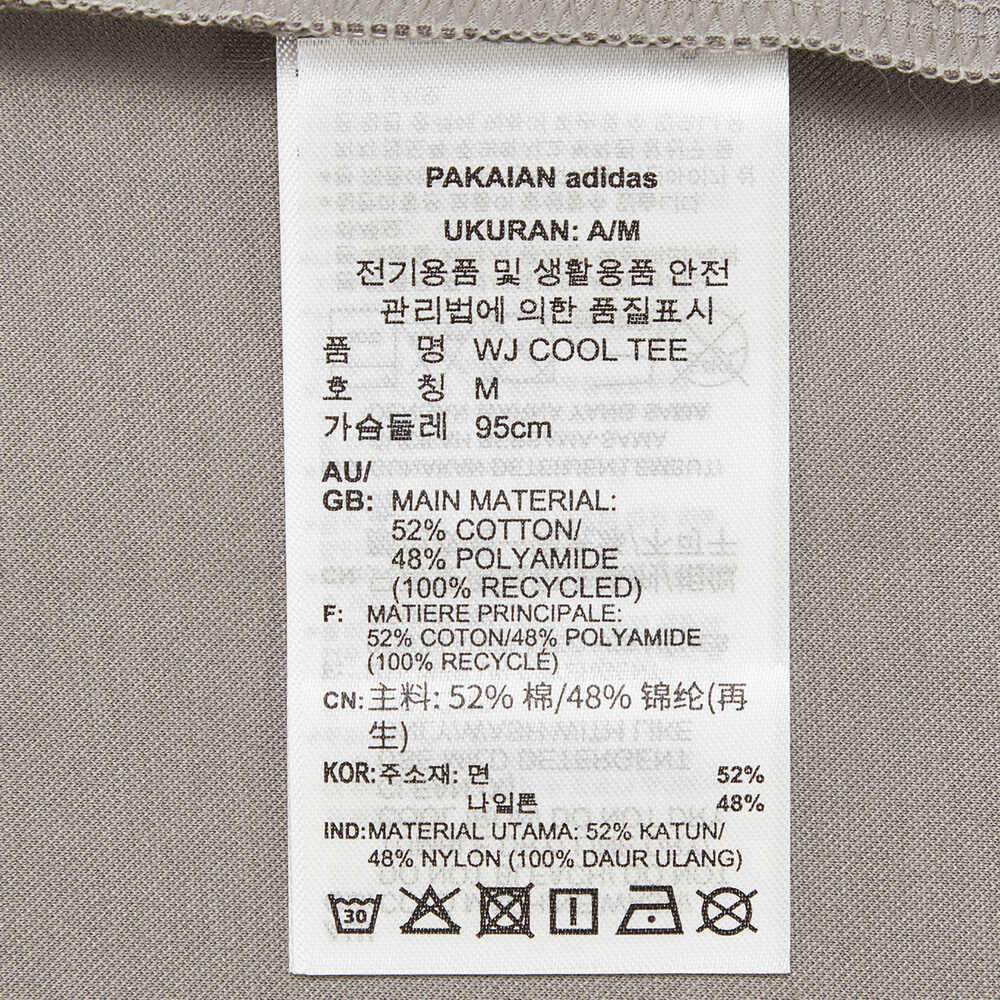 PAKAIAN adidas
UKURAN: A/M
전기용품 및 생활용품 안전
관리법에 의한 품질표시
품 명 WJ COOL TEE
호 칭 M
가슴둘레 95cm
AU/
GB: MAIN MATERIAL:
52% COTTON/
48% POLYAMIDE
(100% RECYCLED)
F: MATIERE PRINCIPALE:
52% COTON/48% POLYAMIDE
(100% RECYCLÉ)
CN: 主料: 52% 棉/48% 锦纶(再
生)
KOR: 주소재: 면 52%
나일론 48%
IND: MATERIAL UTAMA: 52% KATUN/
48% NYLON (100% DAUR ULANG)
30